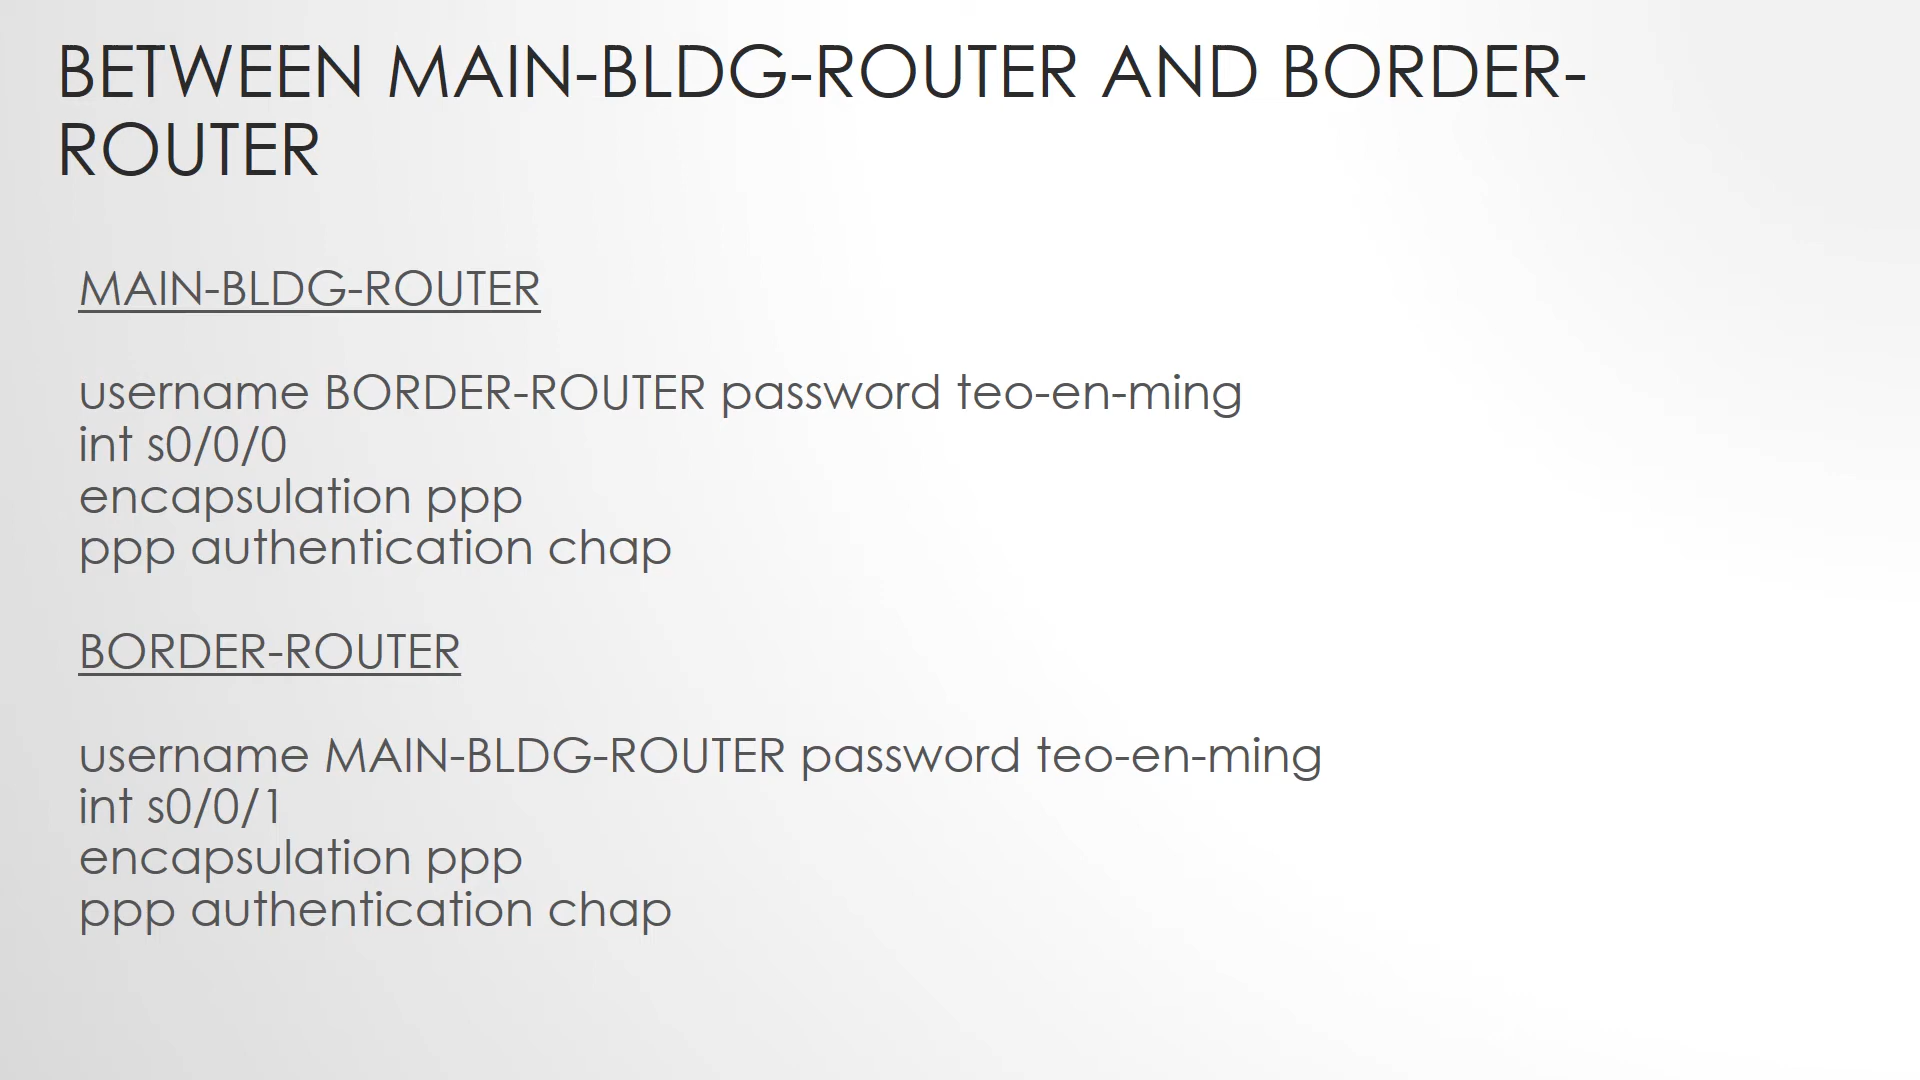 BETWEEN MAIN-BLDG-ROUTER AND BORDER-
ROUTER
MAIN-BLDG-ROUTER
username BORDER-ROUTER password teo-en-ming
int s0/0/0
encapsulation ppp
ppp authentication chap
BORDER-ROUTER
username MAIN-BLDG-ROUTER password teo-en-ming
int s0/0/1
encapsulation ppp
ppp authentication chap